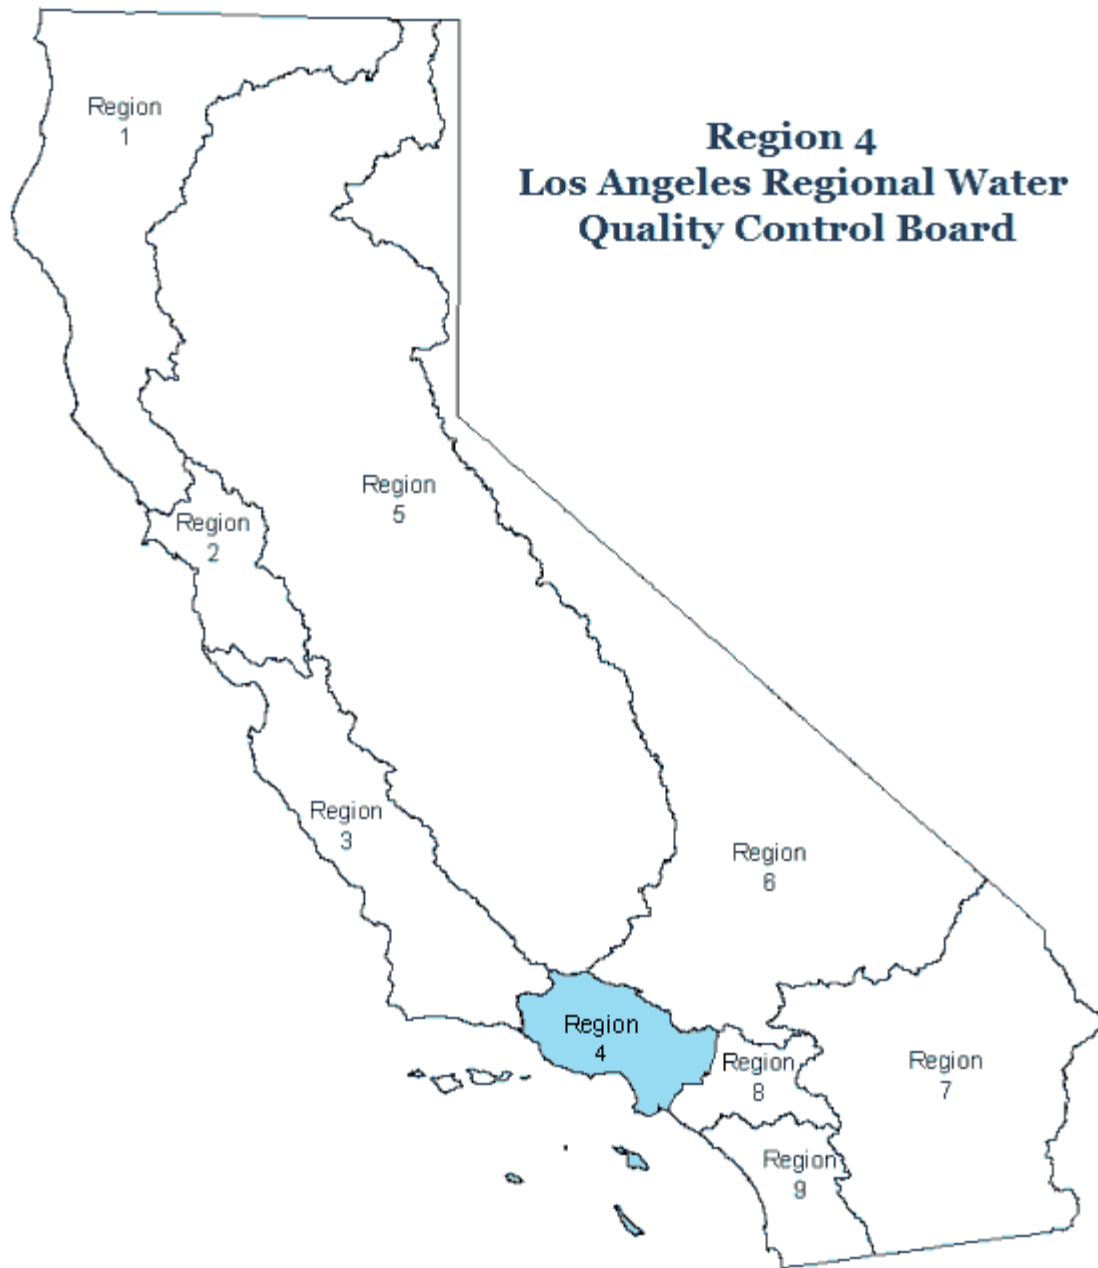 Region 4
Los Angeles Regional Water
Quality Control Board
Region
1
Region
5
Region
2
Region
3
Region
6
Region
4
Region
8
Region
7
Region
9